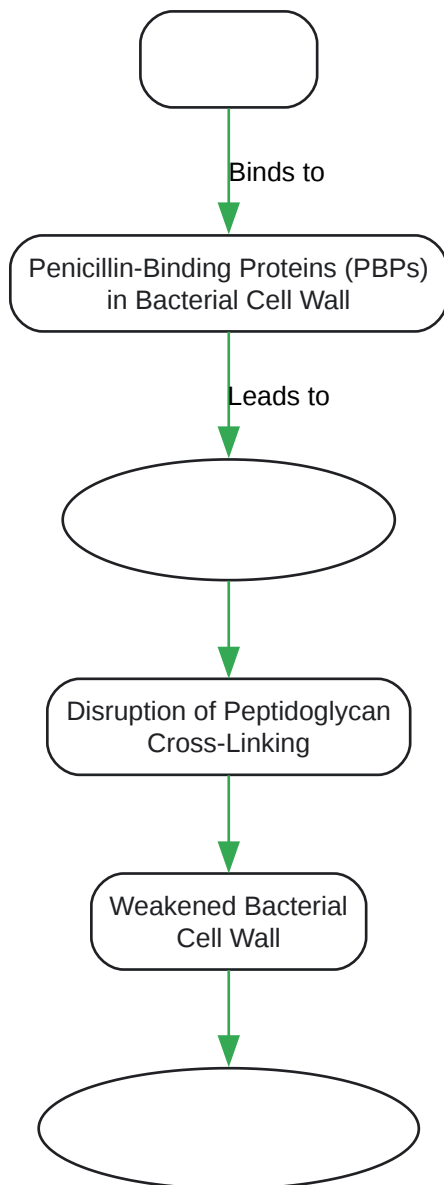 Binds to
Penicillin-Binding Proteins (PBPs)
in Bacterial Cell Wall
Leads to
Disruption of Peptidoglycan
Cross-Linking
Weakened Bacterial
Cell Wall